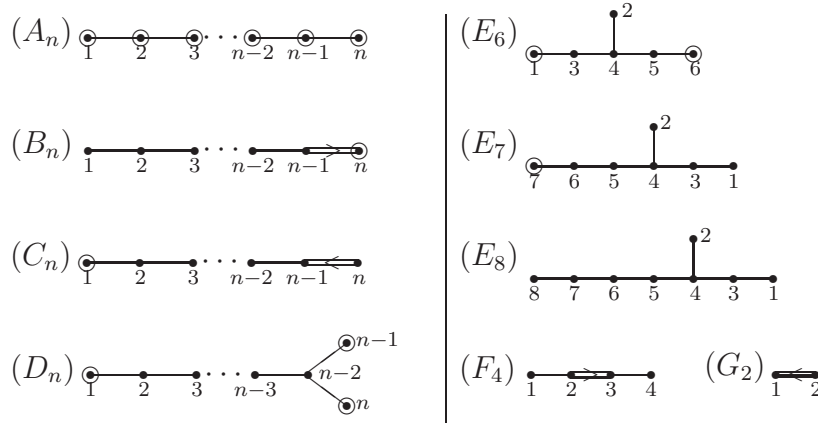 (A_n) 1 2 3 ··· n−2 n−1 n
(B_n) 1 2 3 ··· n−2 n−1 n
(C_n) 1 2 3 ··· n−2 n−1 n
(D_n) 1 2 3 ··· n−3 n−2 n−1 n
(E_6) 2
1 3 4 5 6
(E_7) 2
7 6 5 4 3 1
(E_8) 2
8 7 6 5 4 3 1
(F_4) 1 2 3 4
(G_2) 1 2